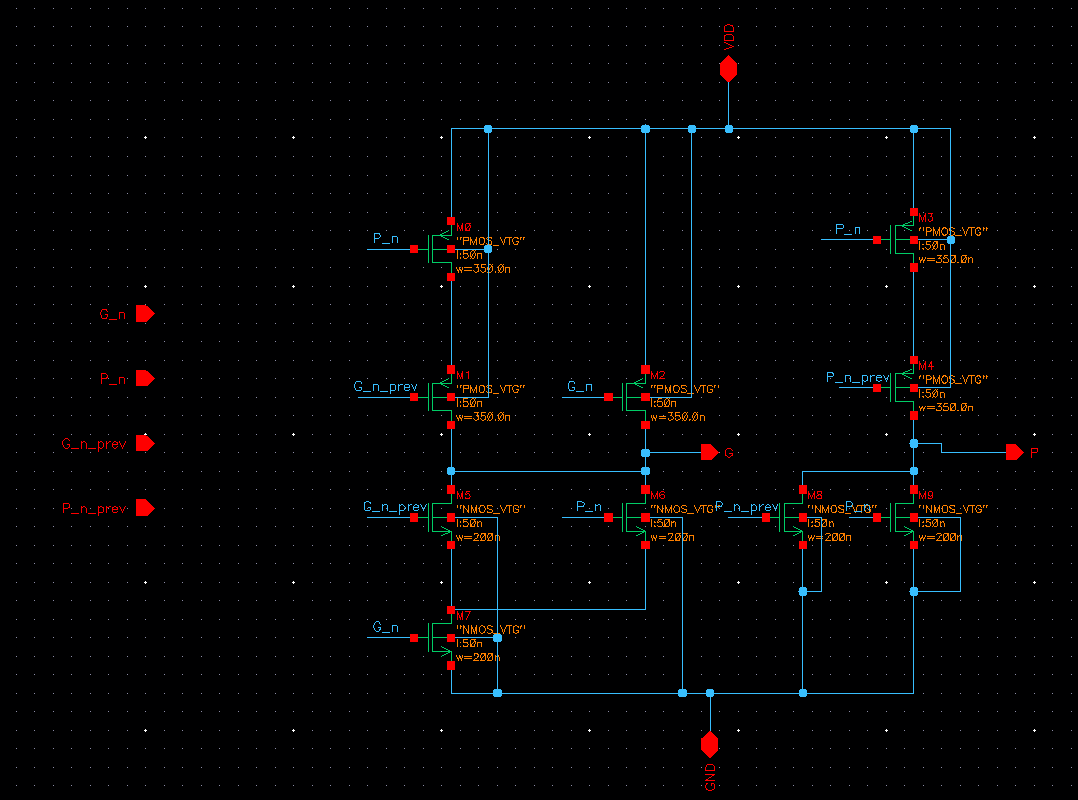 VDD
P_n
M0
"PMOS_VTG"
l:50n
w=350.0n
P_n
M3
"PMOS_VTG"
l:50n
w=350.0n
G_n
P_n
G_n_prev
P_n_prev
G_n_prev
M1
"PMOS_VTG"
l:50n
w=350.0n
G_n
M2
"PMOS_VTG"
l:50n
w=350.0n
P_n_prev
M4
"PMOS_VTG"
l:50n
w=350.0n
G
P
G_n_prev
M5
"NMOS_VTG"
l:50n
w=200n
P_n
M6
"NMOS_VTG"
l:50n
w=200n
P_n_prev
M8
"NMOS_VTG"
l:50n
w=200n
P_n
M9
"NMOS_VTG"
l:50n
w=200n
G_n
M7
"NMOS_VTG"
l:50n
w=200n
GND